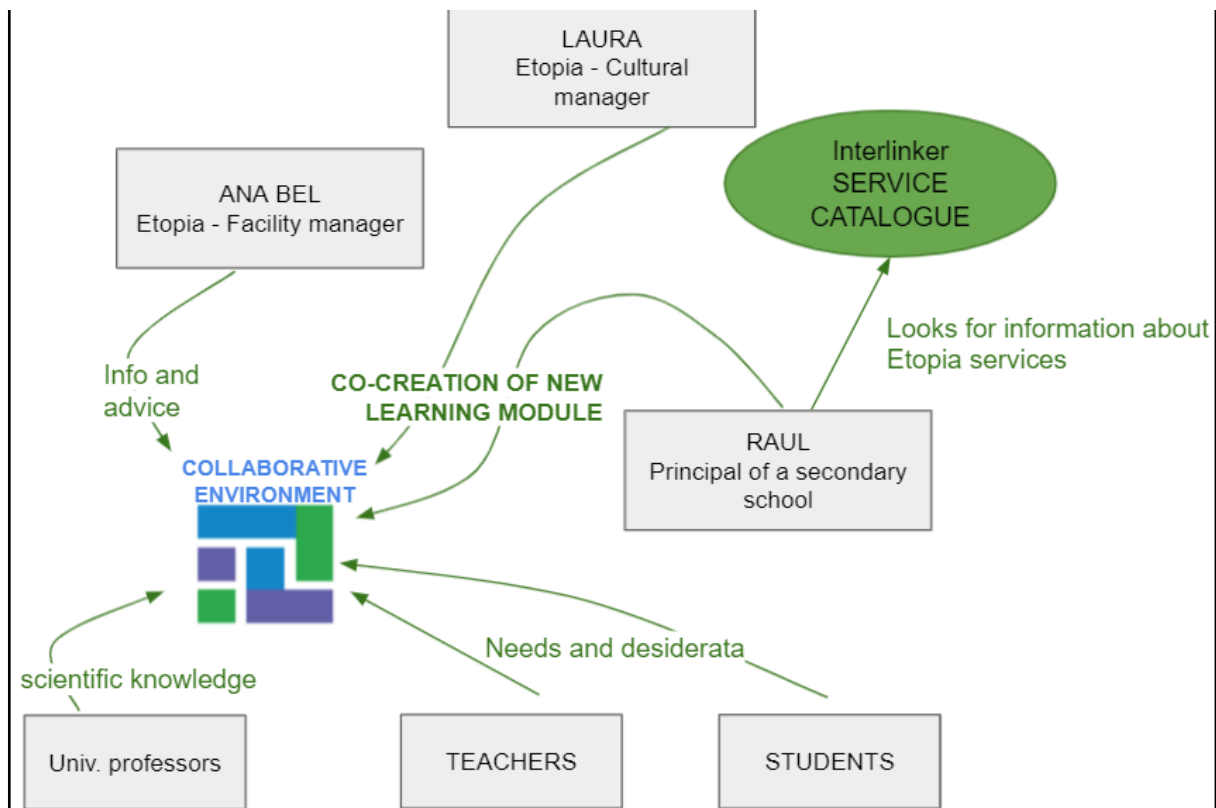 LAURA
Etopia - Cultural
manager
Interlinker
SERVICE
CATALOGUE
ANA BEL
Etopia - Facility manager
Looks for information about
Etopia services
Info and
advice
CO-CREATION OF NEW
LEARNING MODULE
RAUL
Principal of a secondary
school
COLLABORATIVE
ENVIRONMENT
Needs and desiderata
scientific knowledge
Univ. professors
TEACHERS
STUDENTS